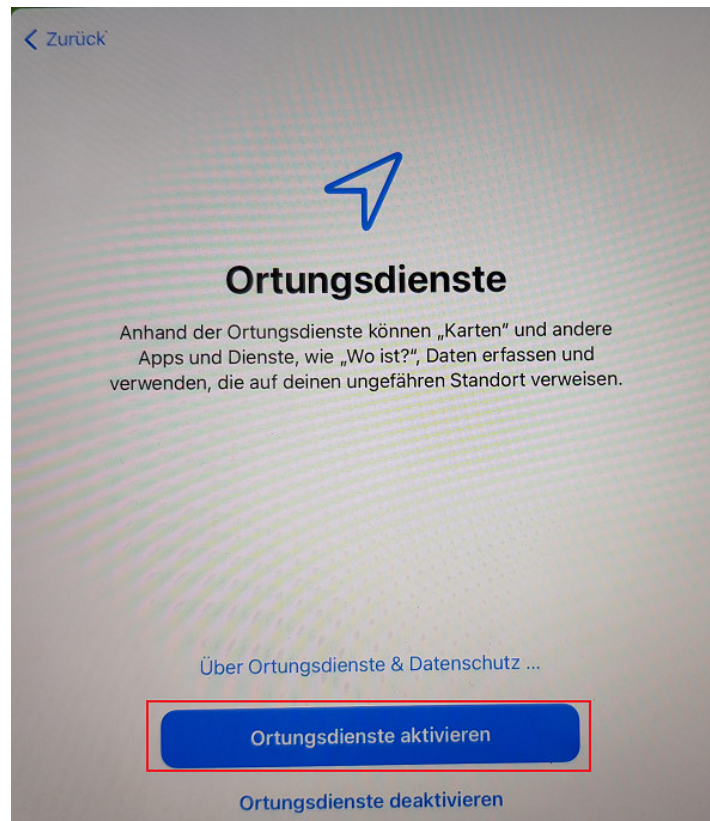 Zurück
Ortungsdienste
Anhand der Ortungsdienste können „Karten“ und andere
Apps und Dienste, wie „Wo ist?“, Daten erfassen und
verwenden, die auf deinen ungefähren Standort verweisen.
Über Ortungsdienste & Datenschutz ...
Ortungsdienste aktivieren
Ortungsdienste deaktivieren